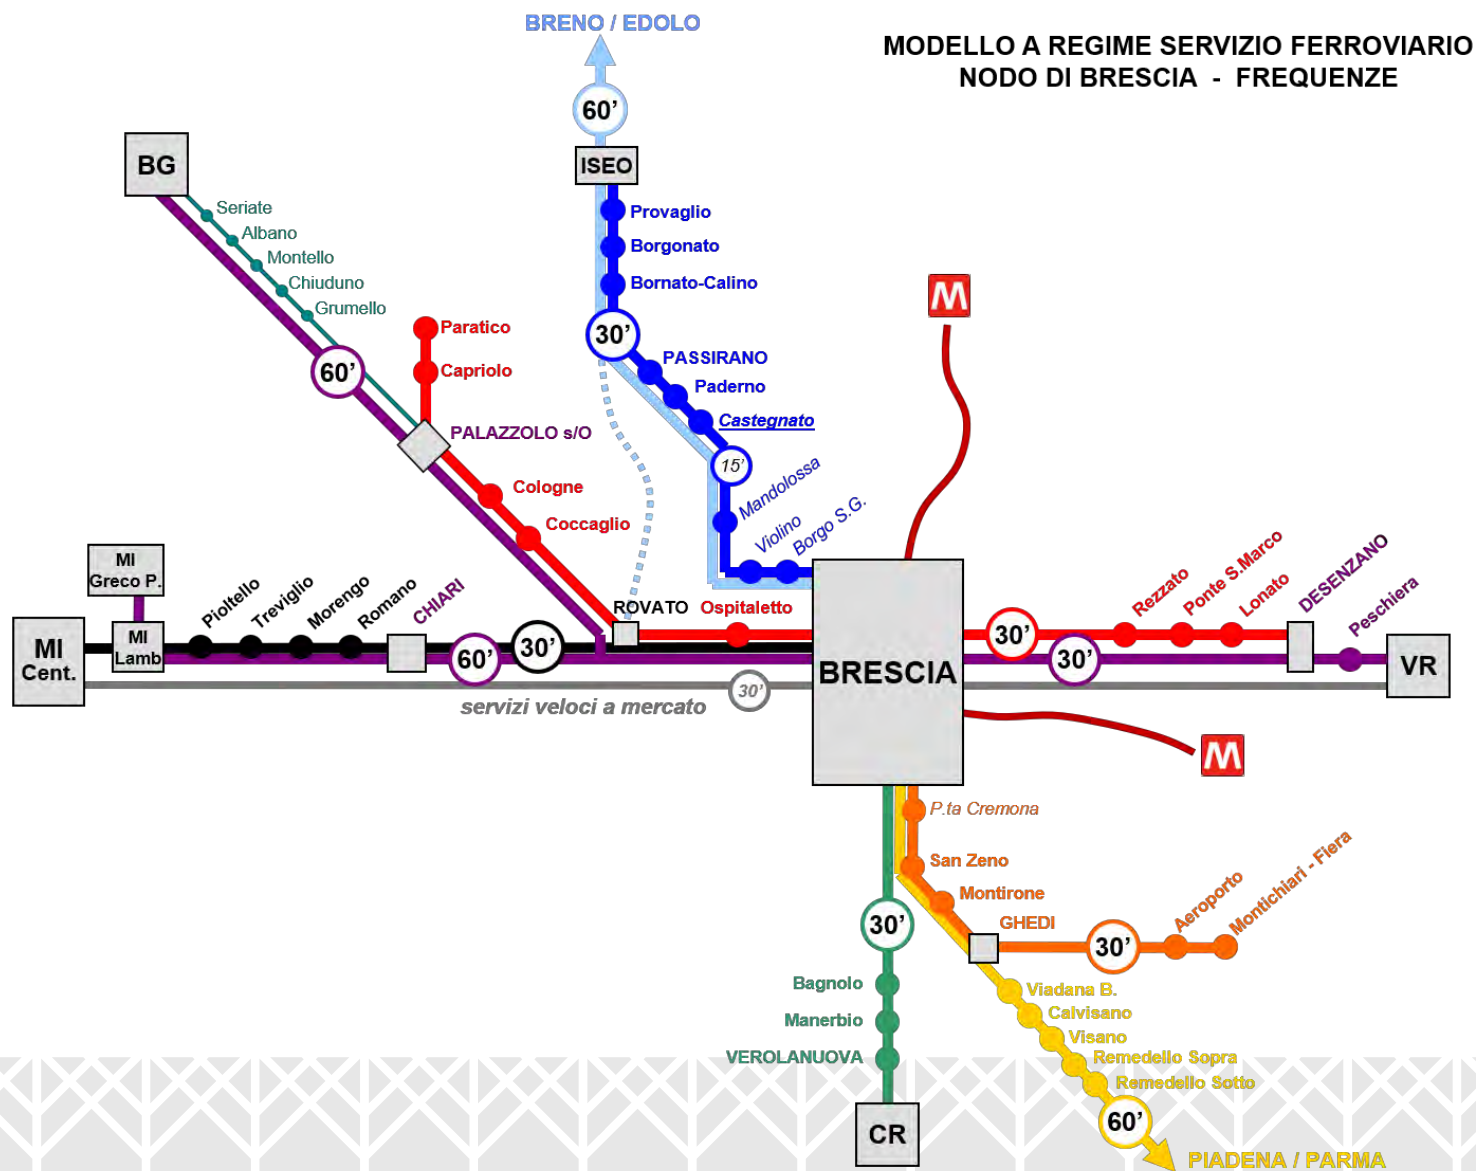 BRENO / EDOLO
MODELLO A REGIME SERVIZIO FERROVIARIO
NODO DI BRESCIA - FREQUENZE
60’
BG
ISEO
Seriate
Albano
Montello
Chiuduno
Grumello
Provaglio
Borgonato
Bornato-Calino
M
30’
60’
Paratico
Capriolo
PASSIRANO
Paderno
Castegnato
PALAZZOLO s/O
15’
Mandolossa
Violino
Borgo S.G.
Cologne
Coccaglio
MI
Greco P.
MI
Cent.
MI
Lamb
Pioltello
Treviglio
Morengo
Romano
CHIARI
60’
30’
ROVATO
Ospitaletto
BRESCIA
30’
30’
Rezzato
Ponte S.Marco
Lonato
DESENZANO
Peschiera
VR
servizi veloci a mercato
30’
M
P.ta Cremona
San Zeno
Montirone
GHEDI
30’
Aeroporto
Montichiari - Fiera
30’
Bagnolo
Manerbio
VEROLANUOVA
CR
Viadana B.
Calvisano
Visano
Remedello Sopra
Remedello Sotto
60’
PIADENA / PARMA